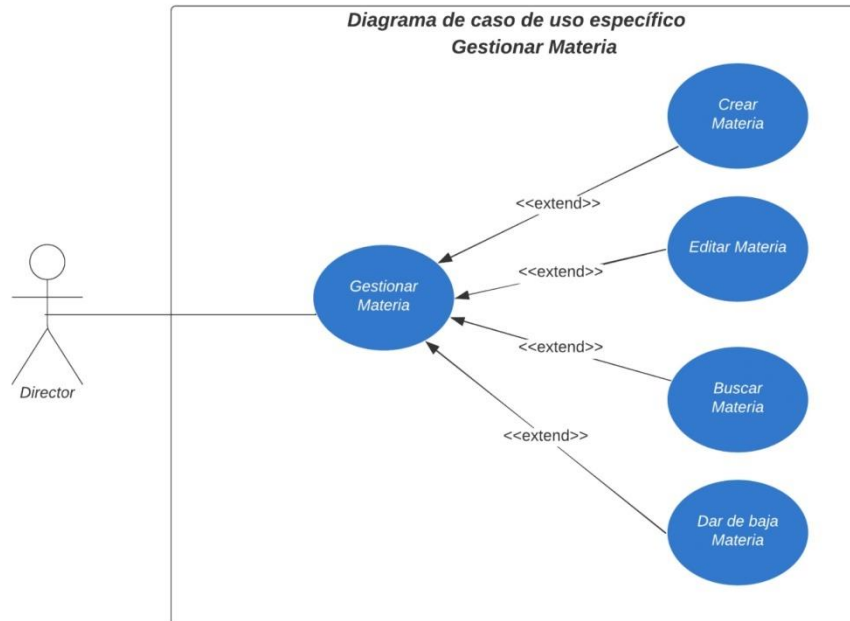 Diagrama de caso de uso específico
Gestionar Materia
Crear
Materia
<<extend>>
Editar Materia
<<extend>>
Gestionar
Materia
<<extend>>
Buscar
Materia
Director
<<extend>>
Dar de baja
Materia